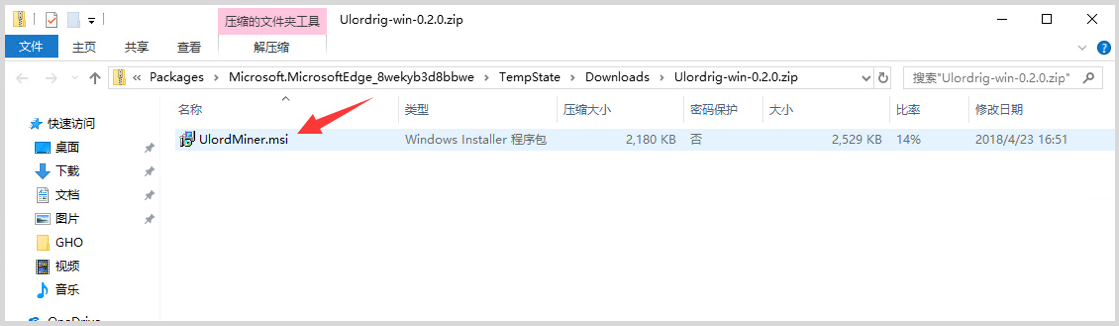 压缩的文件夹工具 Ulordrig-win-0.2.0.zip
文件 主页 共享 查看 解压缩
« Packages > Microsoft.MicrosoftEdge_8wekyb3d8bbwe > TempState > Downloads > Ulordrig-win-0.2.0.zip 搜索"Ulordrig-win-0.2.0.zip"
名称 类型 压缩大小 密码保护 大小 比率 修改日期
快速访问
UlordMiner.msi Windows Installer 程序包 2,180 KB 否 2,529 KB 14% 2018/4/23 16:51
桌面
下载
文档
图片
GHO
视频
音乐
OneDrive